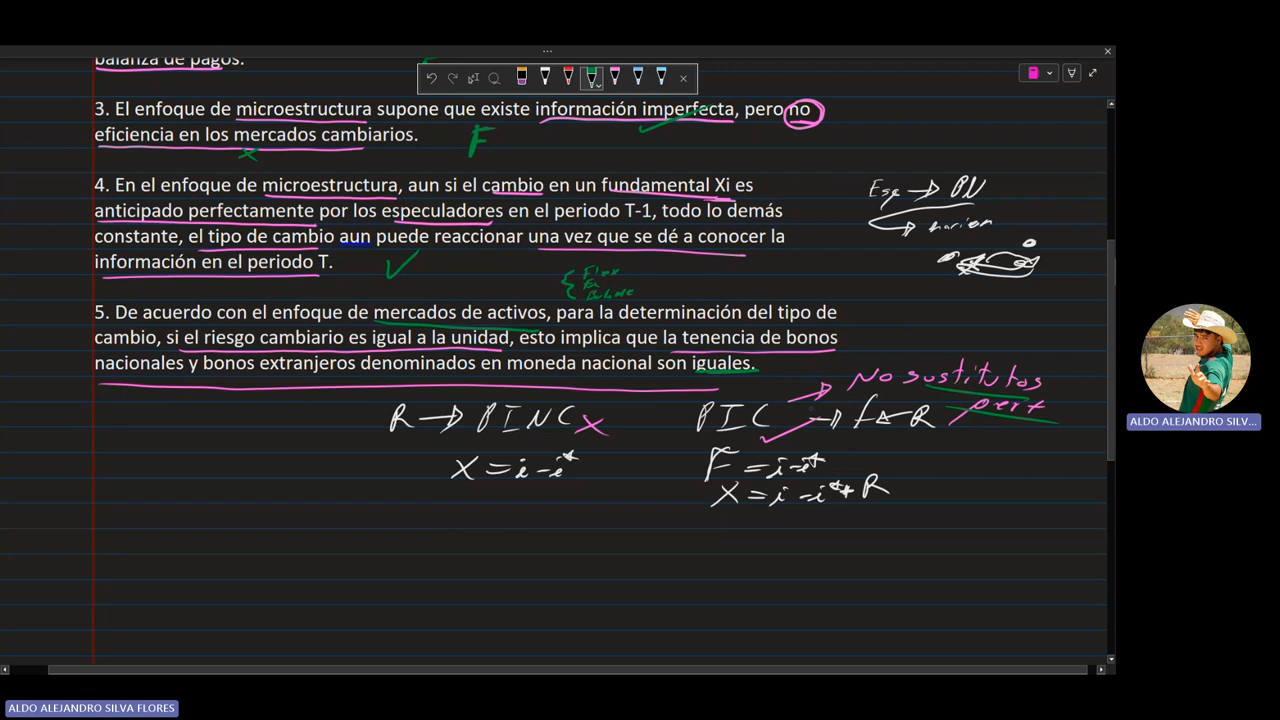 balanza de pagos.
3. El enfoque de microestructura supone que existe información imperfecta, pero no
eficiencia en los mercados cambiarios.
F
4. En el enfoque de microestructura, aun si el cambio en un fundamental Xi es
anticipado perfectamente por los especuladores en el periodo T-1, todo lo demás
constante, el tipo de cambio aun puede reaccionar una vez que se dé a conocer la
información en el periodo T.
Esp → BN
5. De acuerdo con el enfoque de mercados de activos, para la determinación del tipo de
cambio, si el riesgo cambiario es igual a la unidad, esto implica que la tenencia de bonos
nacionales y bonos extranjeros denominados en moneda nacional son iguales.
No sustitutos
perf
R → PINC X
PIC → f ≠ R
X = i - i*
F = i - i*
X = i - i* + R
ALDO ALEJANDRO SILVA...
ALDO ALEJANDRO SILVA FLORES